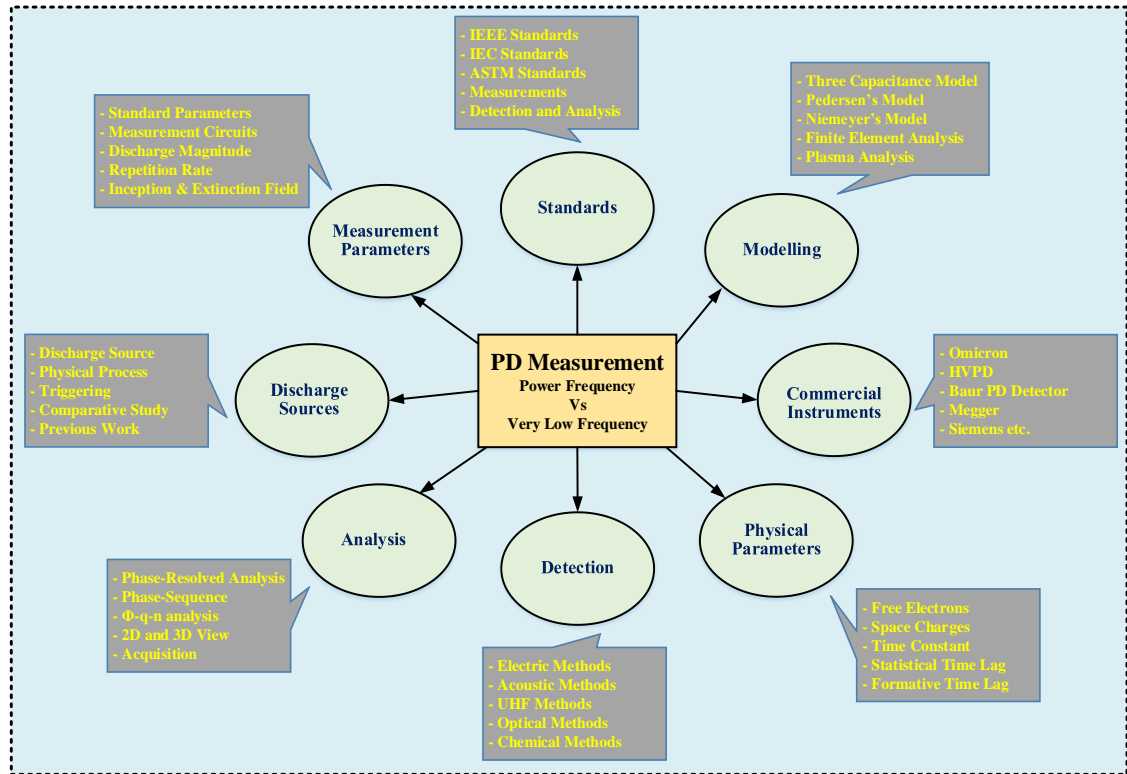 - IEEE Standards
- IEC Standards
- ASTM Standards
- Measurements
- Detection and Analysis
- Three Capacitance Model
- Pedersen's Model
- Niemeyer's Model
- Finite Element Analysis
- Plasma Analysis
- Standard Parameters
- Measurement Circuits
- Discharge Magnitude
- Repetition Rate
- Inception & Extinction Field
Standards
Measurement
Parameters
Modelling
PD Measurement
Power Frequency
Vs
Very Low Frequency
- Discharge Source
- Physical Process
- Triggering
- Comparative Study
- Previous Work
Discharge
Sources
Commercial
Instruments
- Omicron
- HVPD
- Baur PD Detector
- Megger
- Siemens etc.
Analysis
Detection
Physical
Parameters
- Phase-Resolved Analysis
- Phase-Sequence
- Φ-q-n analysis
- 2D and 3D View
- Acquisition
- Electric Methods
- Acoustic Methods
- UHF Methods
- Optical Methods
- Chemical Methods
- Free Electrons
- Space Charges
- Time Constant
- Statistical Time Lag
- Formative Time Lag